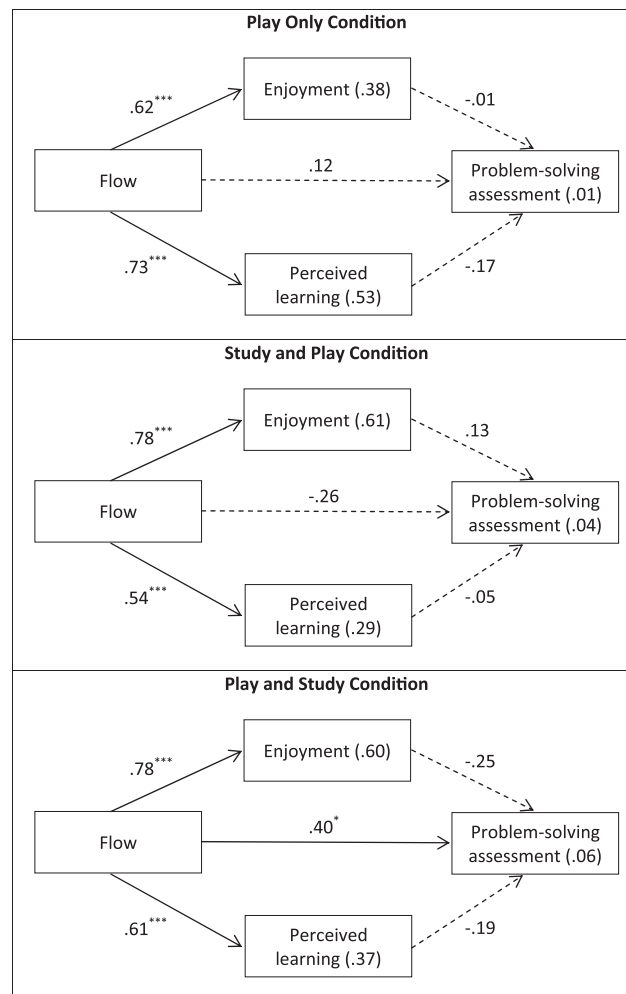 Play Only Condition
Enjoyment (.38)
.62***
-.01
Flow
.12
Problem-solving
assessment (.01)
.73***
Perceived
learning (.53)
-.17
Study and Play Condition
Enjoyment (.61)
.78***
.13
Flow
-.26
Problem-solving
assessment (.04)
.54***
Perceived
learning (.29)
-.05
Play and Study Condition
Enjoyment (.60)
.78***
-.25
Flow
.40*
Problem-solving
assessment (.06)
.61***
Perceived
learning (.37)
-.19